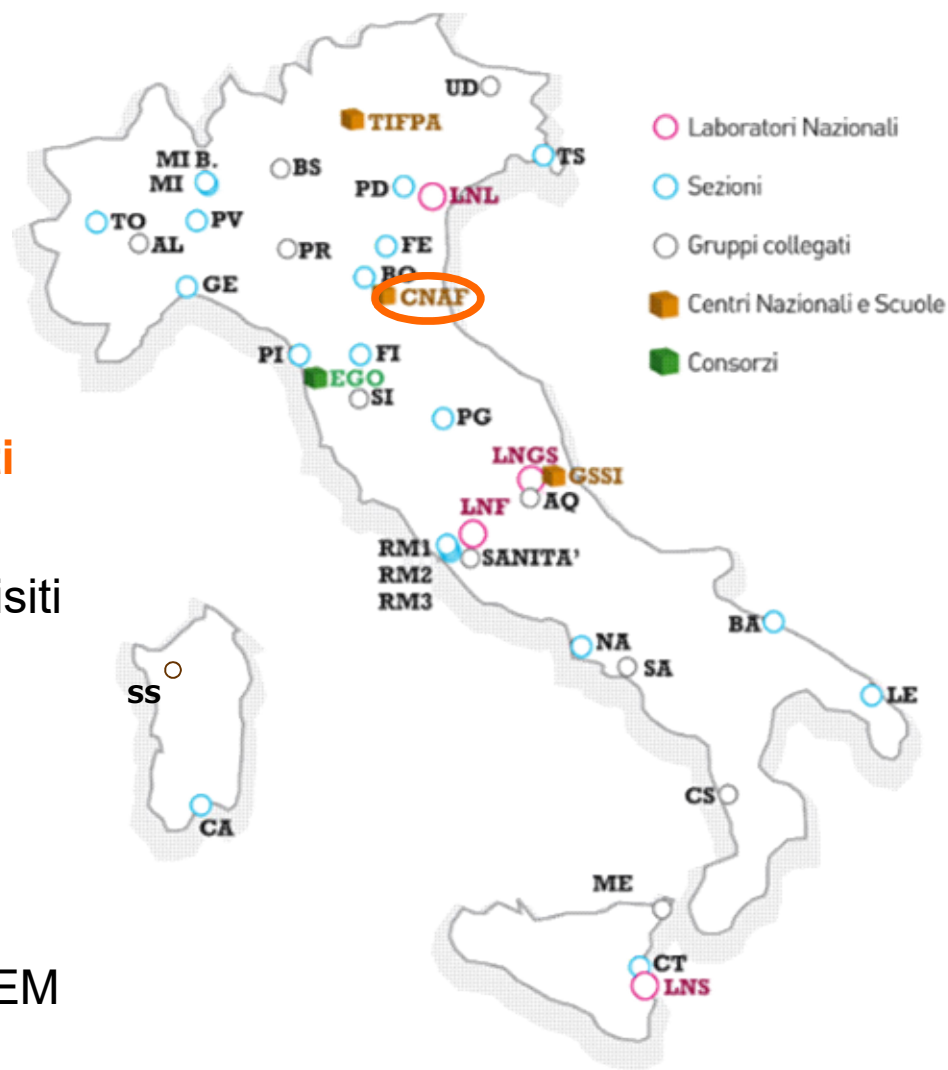 UD
TIFPA
MI B.
MI
BS
TS
PD
LNL
TO
PV
AL
PR
FE
BO
GE
CNAF
PI
FI
EGO
SI
PG
LNGS
GSSI
AQ
LNF
RM1
SANITA'
RM2
RM3
BA
NA
SA
LE
SS
CS
CA
ME
CT
LNS
Laboratori Nazionali
Sezioni
Gruppi collegati
Centri Nazionali e Scuole
Consorzi
i
isiti
EM